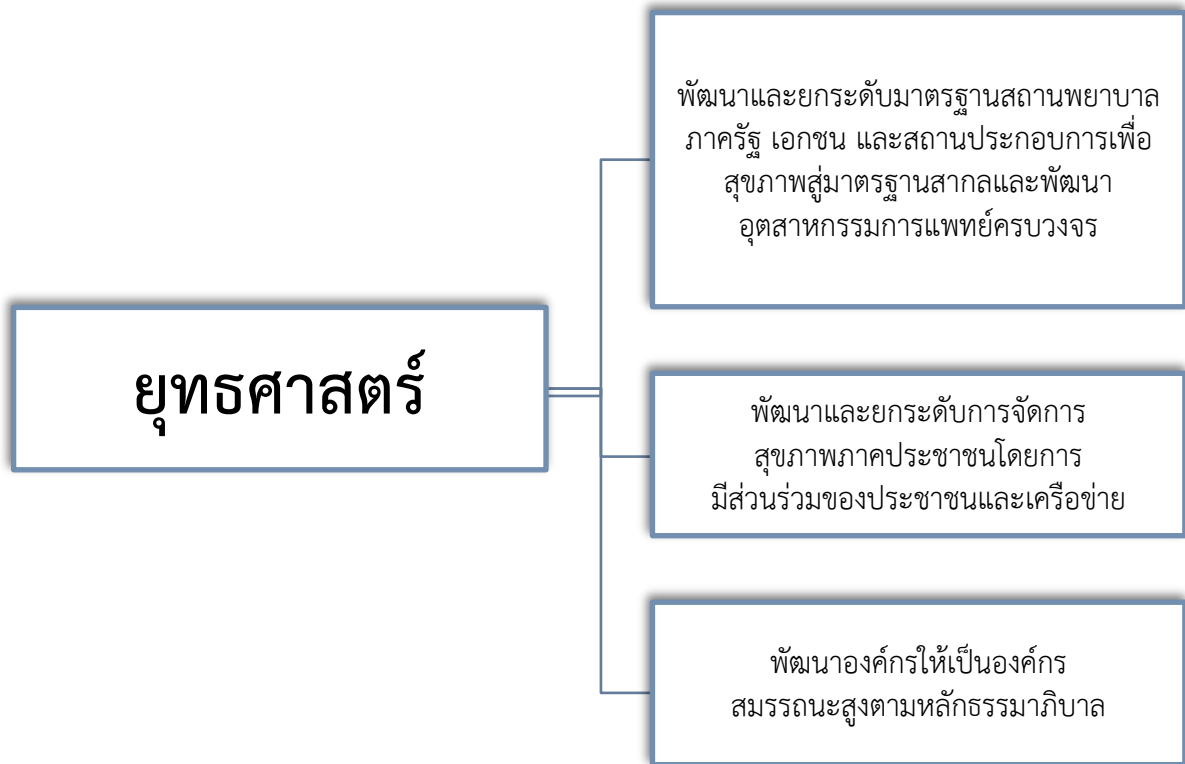 ยุทธศาสตร์
พัฒนาและยกระดับมาตรฐานสถานพยาบาล
ภาครัฐ เอกชน และสถานประกอบการเพื่อ
สุขภาพสู่มาตรฐานสากลและพัฒนา
อุตสาหกรรมการแพทย์ครบวงจร
พัฒนาและยกระดับการจัดการ
สุขภาพภาคประชาชนโดยการ
มีส่วนร่วมของประชาชนและเครือข่าย
พัฒนาองค์กรให้เป็นองค์กร
สมรรถนะสูงตามหลักธรรมาภิบาล